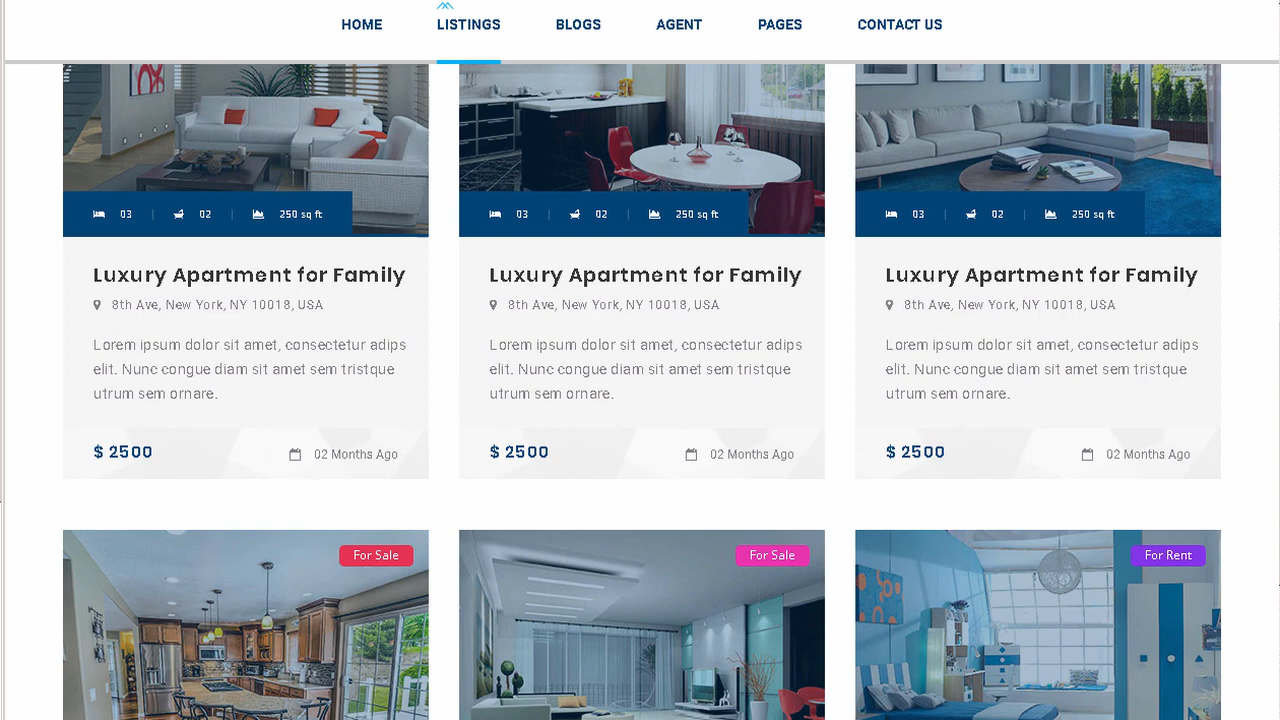 HOME LISTINGS BLOGS AGENT PAGES CONTACT US
03 | 02 | 250 sq ft
03 | 02 | 250 sq ft
03 | 02 | 250 sq ft
Luxury Apartment for Family
8th Ave, New York, NY 10018, USA
Lorem ipsum dolor sit amet, consectetur adips
elit. Nunc congue diam sit amet sem tristque
utrum sem ornare.
$ 2500 02 Months Ago
Luxury Apartment for Family
8th Ave, New York, NY 10018, USA
Lorem ipsum dolor sit amet, consectetur adips
elit. Nunc congue diam sit amet sem tristque
utrum sem ornare.
$ 2500 02 Months Ago
Luxury Apartment for Family
8th Ave, New York, NY 10018, USA
Lorem ipsum dolor sit amet, consectetur adips
elit. Nunc congue diam sit amet sem tristque
utrum sem ornare.
$ 2500 02 Months Ago
For Sale
For Sale
For Rent